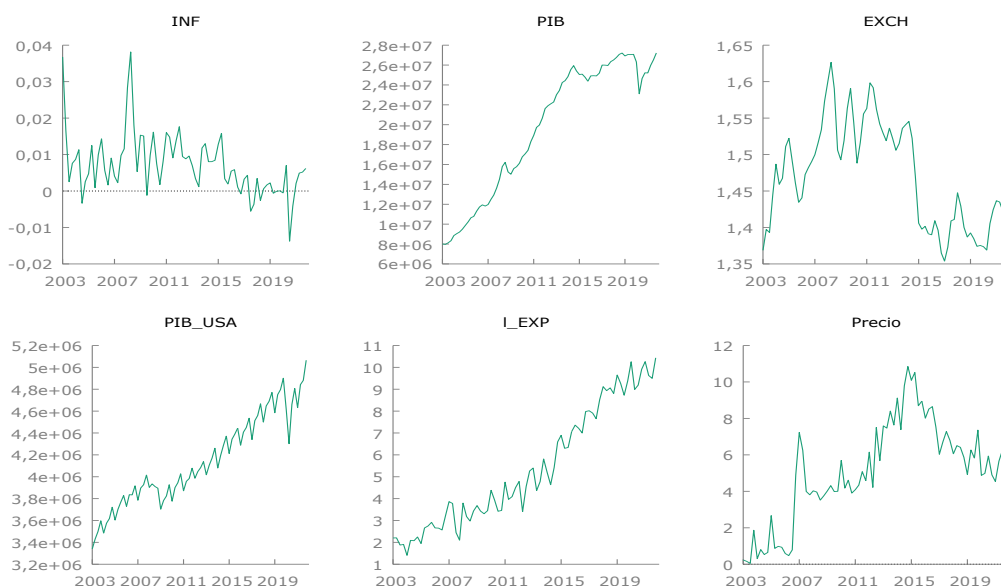 INF
0,04
0,03
0,02
0,01
0
-0,01
-0,02
2003 2007 2011 2015 2019
PIB
2,8e+07
2,6e+07
2,4e+07
2,2e+07
2e+07
1,8e+07
1,6e+07
1,4e+07
1,2e+07
1e+07
8e+06
6e+06
2003 2007 2011 2015 2019
EXCH
1,65
1,6
1,55
1,5
1,45
1,4
1,35
2003 2007 2011 2015 2019
PIB_USA
5,2e+06
5e+06
4,8e+06
4,6e+06
4,4e+06
4,2e+06
4e+06
3,8e+06
3,6e+06
3,4e+06
3,2e+06
2003 2007 2011 2015 2019
l_EXP
11
10
9
8
7
6
5
4
3
2
1
2003 2007 2011 2015 2019
Precio
12
10
8
6
4
2
0
2003 2007 2011 2015 2019